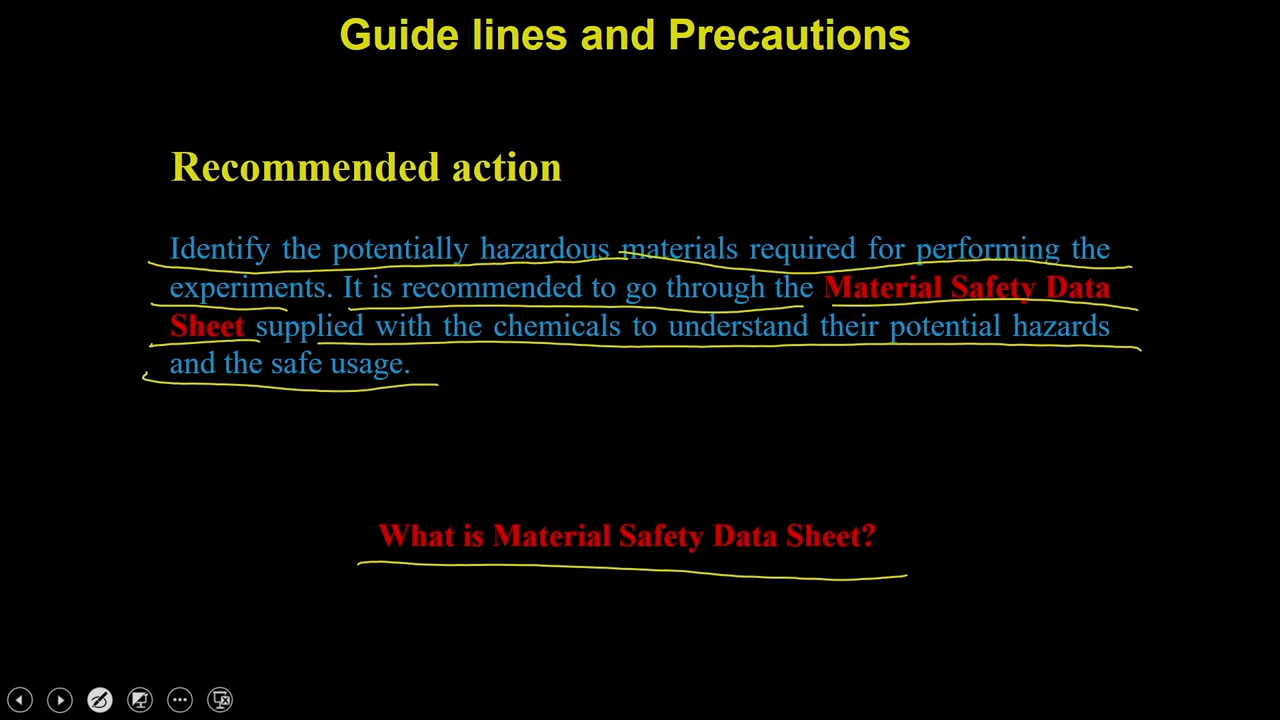 Guide lines and Precautions
Recommended action
Identify the potentially hazardous materials required for performing the
experiments. It is recommended to go through the Material Safety Data
Sheet supplied with the chemicals to understand their potential hazards
and the safe usage.
What is Material Safety Data Sheet?